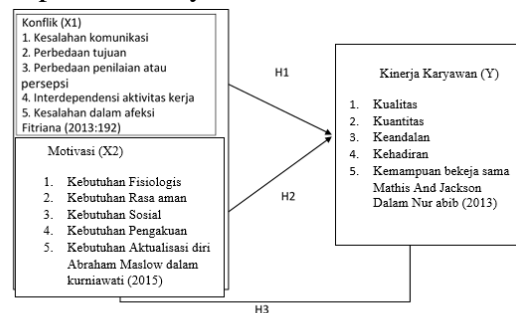 Konflik (X1)
1. Kesalahan komunikasi
2. Perbedaan tujuan
3. Perbedaan penilaian atau
persepsi
4. Interdependensi aktivitas kerja
5. Kesalahan dalam afeksi
Fitriana (2013:192)
Motivasi (X2)
1. Kebutuhan Fisiologis
2. Kebutuhan Rasa aman
3. Kebutuhan Sosial
4. Kebutuhan Pengakuan
5. Kebutuhan Aktualisasi diri
Abraham Maslow dalam
kurniawati (2015)
H1
H2
Kinerja Karyawan (Y)
1. Kualitas
2. Kuantitas
3. Keandalan
4. Kehadiran
5. Kemampuan bekeja sama
Mathis And Jackson
Dalam Nur abib (2013)
H3